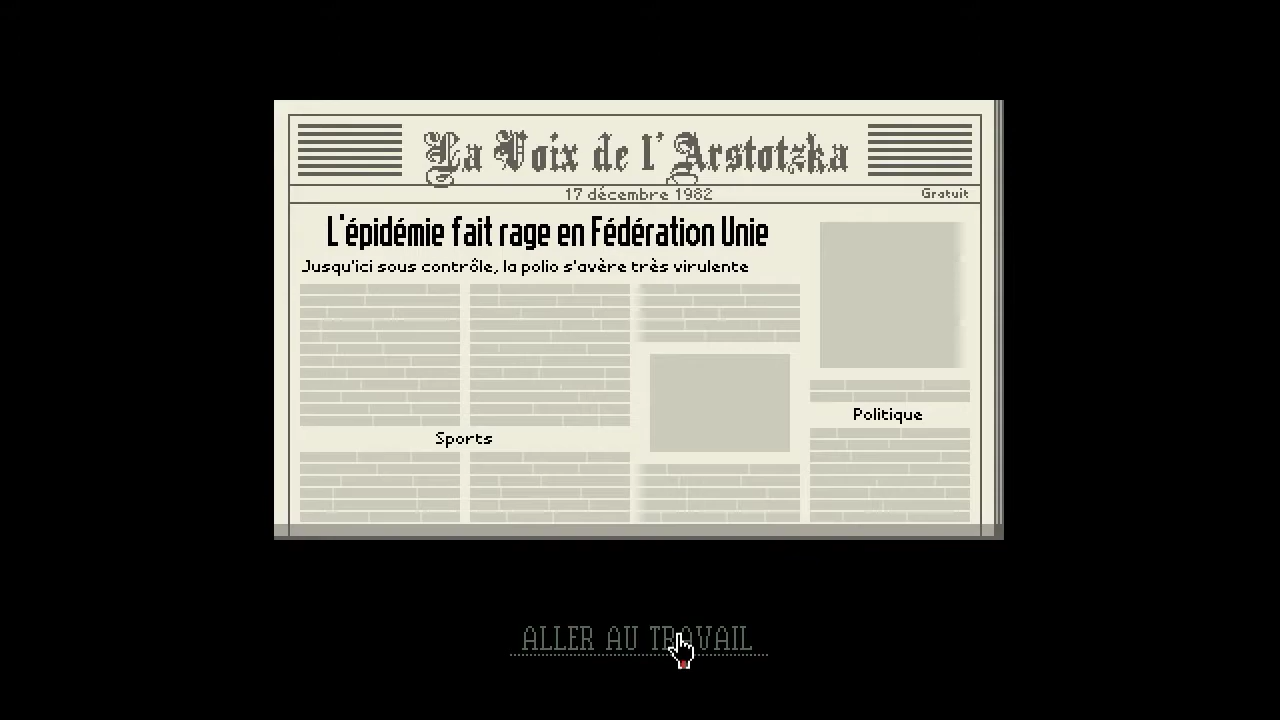 La Voix de l'Arstotzka
17 décembre 1982
Gratuit
L'épidémie fait rage en Fédération Unie
Jusqu'ici sous contrôle, la polio s'avère très virulente
Politique
Sports
ALLER AU TRAVAIL